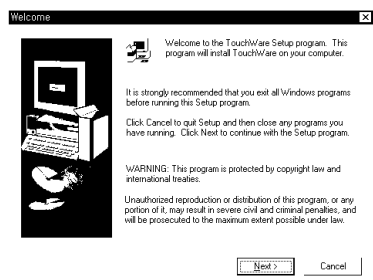 Welcome
Welcome to the TouchWare Setup program. This
program will install TouchWare on your computer.
It is strongly recommended that you exit all Windows programs
before running this Setup program.
Click Cancel to quit Setup and then close any programs you
have running. Click Next to continue with the Setup program.
WARNING: This program is protected by copyright law and
international treaties.
Unauthorized reproduction or distribution of this program, or any
portion of it, may result in severe civil and criminal penalties, and
will be prosecuted to the maximum extent possible under law.
Next > Cancel